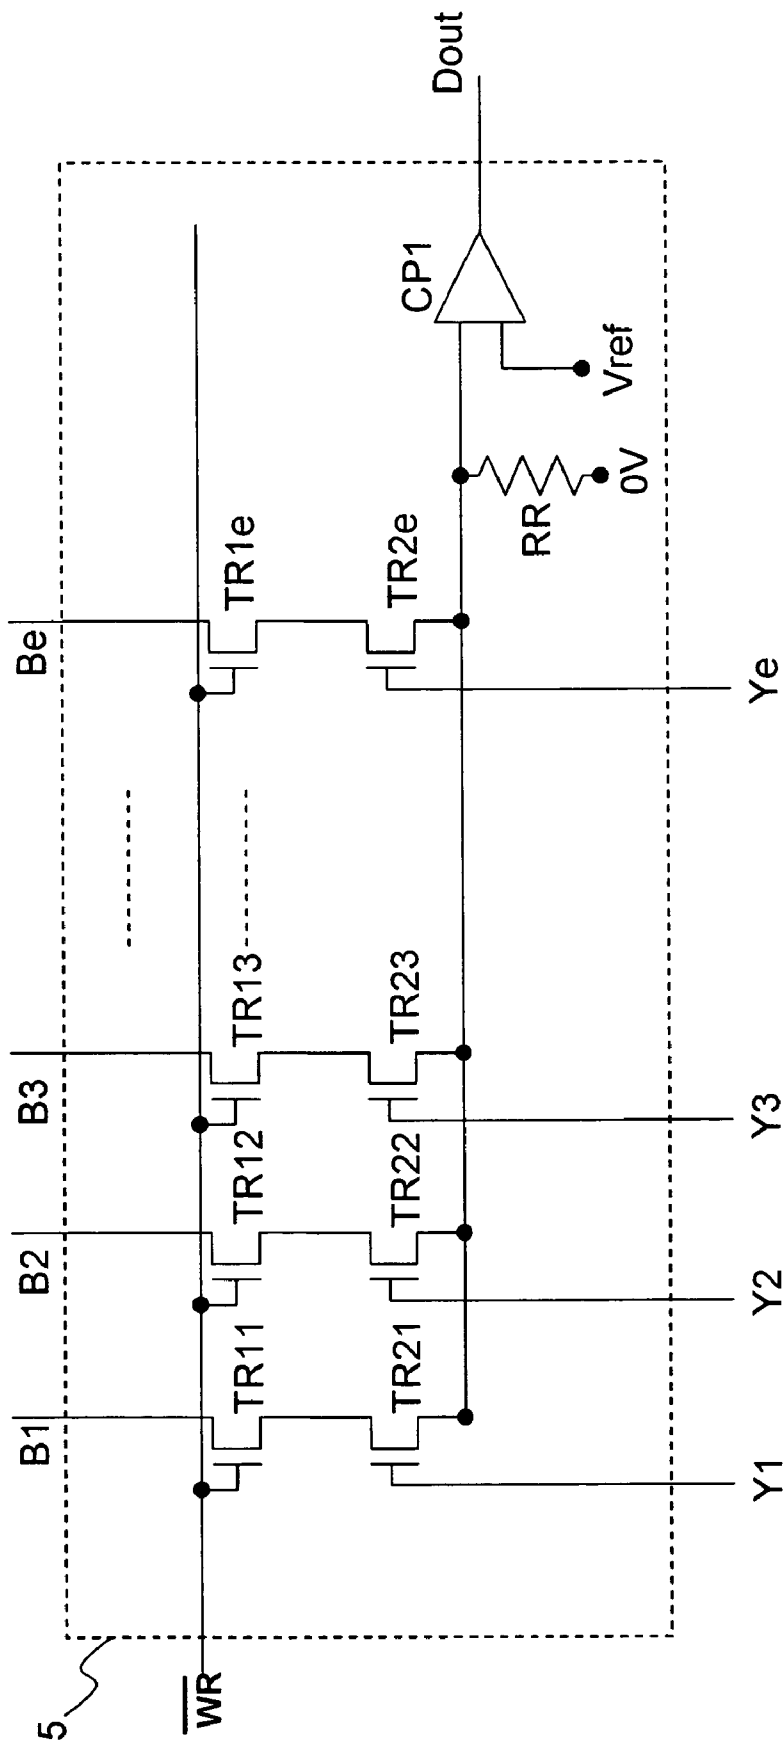 5
B1
B2
B3
Be
W̅R̅
TR11
TR12
TR13
TR1e
TR21
TR22
TR23
TR2e
CP1
Dout
RR
0V
Vref
Y1
Y2
Y3
Ye